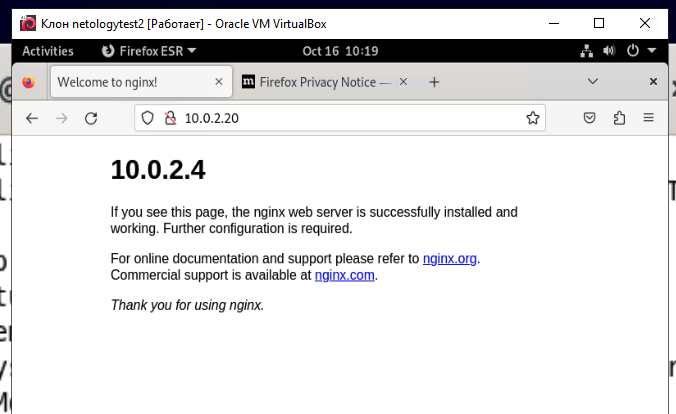 Клон netologytest2 [Работает] - Oracle VM VirtualBox
Activities Firefox ESR Oct 16 10:19
Welcome to nginx! Firefox Privacy Notice —
10.0.2.20
10.0.2.4
If you see this page, the nginx web server is successfully installed and
working. Further configuration is required.
For online documentation and support please refer to nginx.org.
Commercial support is available at nginx.com.
Thank you for using nginx.